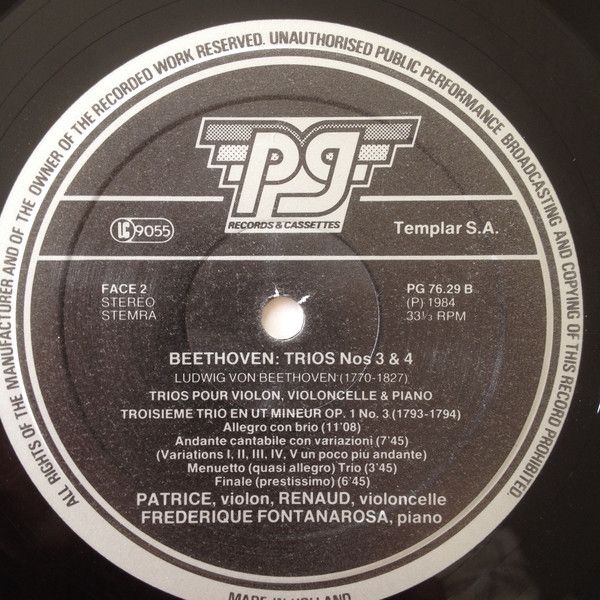 ALL RIGHTS OF THE MANUFACTURER AND OF THE OWNER OF THE RECORDED WORK RESERVED. UNAUTHORISED PUBLIC PERFORMANCE BROADCASTING AND COPYING OF THIS RECORD PROHIBITED.
pg
RECORDS & CASSETTES
LC 9055
Templar S.A.
FACE 2
STEREO
STEMRA
PG 76.29 B
(P) 1984
33⅓ RPM
BEETHOVEN: TRIOS Nos 3 & 4
LUDWIG VON BEETHOVEN (1770-1827)
TRIOS POUR VIOLON, VIOLONCELLE & PIANO
TROISIEME TRIO EN UT MINEUR OP. 1 No. 3 (1793-1794)
Allegro con brio (11'08)
Andante cantabile con variazioni (7'45)
(Variations I, II, III, IV, V un poco più andante)
Menuetto (quasi allegro) Trio (3'45)
Finale (prestissimo) (6'45)
PATRICE, violon, RENAUD, violoncelle
FREDERIQUE FONTANAROSA, piano
MADE IN HOLLAND